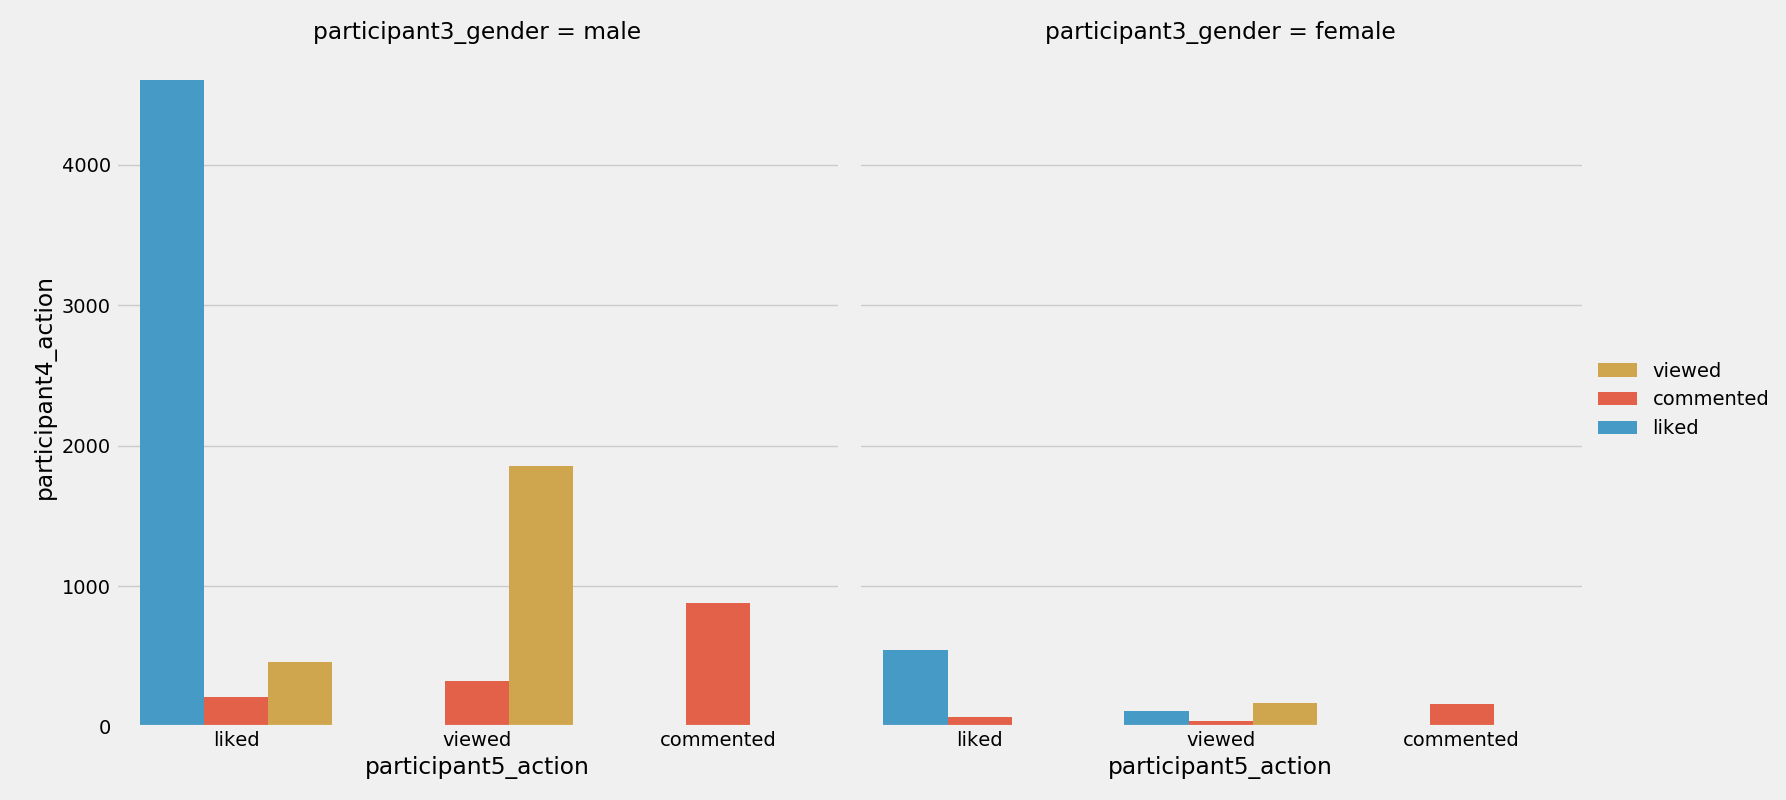 participant3_gender = male
participant3_gender = female
participant4_action
4000
3000
2000
1000
0
liked
viewed
commented
participant5_action
liked
viewed
commented
participant5_action
viewed
commented
liked